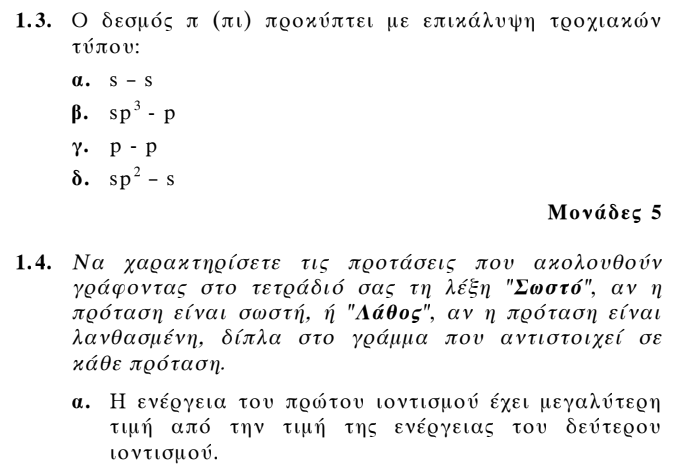 1.3. Ο δεσμός π (πι) προκύπτει με επικάλυψη τροχιακών
τύπου:
α. s – s
β. sp³ - p
γ. p - p
δ. sp² – s
Μονάδες 5
1.4. Να χαρακτηρίσετε τις προτάσεις που ακολουθούν
γράφοντας στο τετράδιό σας τη λέξη "Σωστό", αν η
πρόταση είναι σωστή, ή "Λάθος", αν η πρόταση είναι
λανθασμένη, δίπλα στο γράμμα που αντιστοιχεί σε
κάθε πρόταση.
α. Η ενέργεια του πρώτου ιοντισμού έχει μεγαλύτερη
τιμή από την τιμή της ενέργειας του δεύτερου
ιοντισμού.